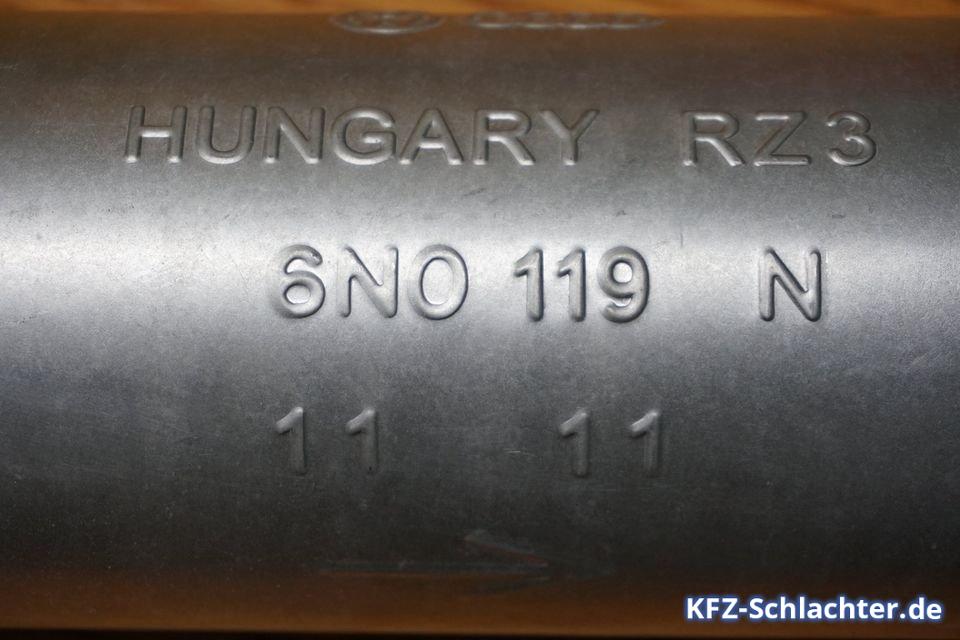 HUNGARY RZ3
6N0 119 N
11 11
KFZ-Schlachter.de